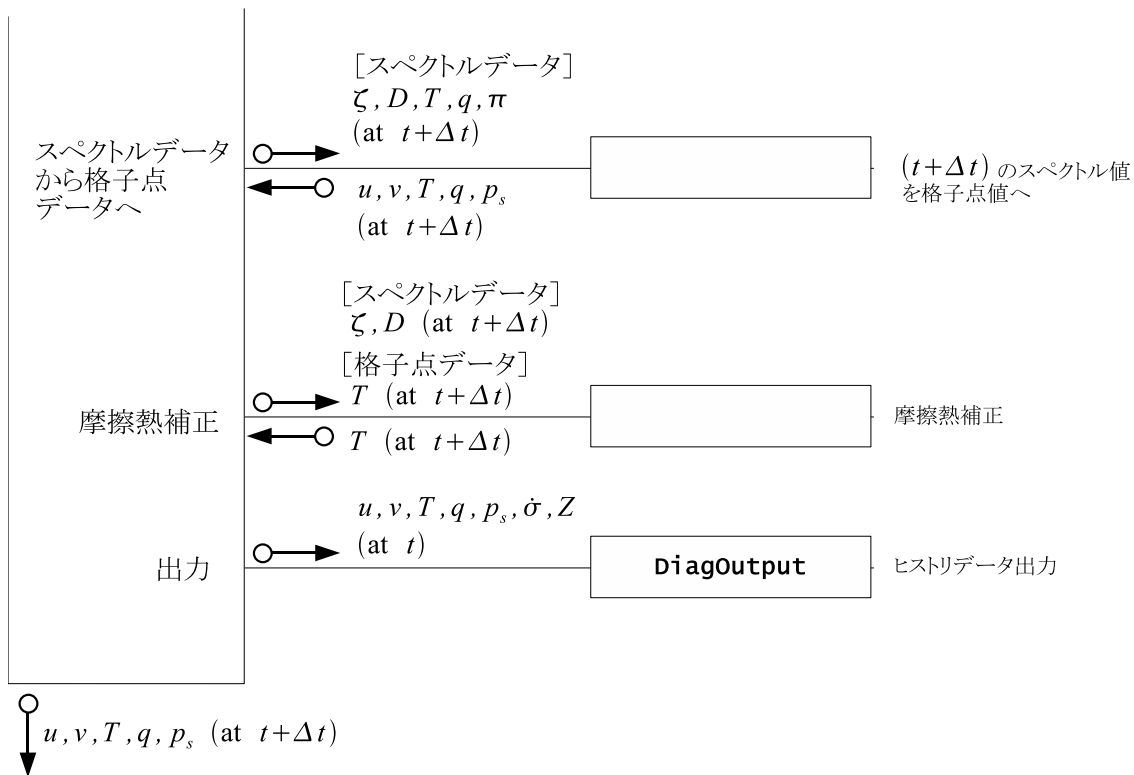 [スペクトルデータ]
ζ, D, T, q, π
(at t+Δt)
スペクトルデータ
から格子点
データへ
u, v, T, q, pₛ
(at t+Δt)
(t+Δt) のスペクトル値
を格子点値へ
[スペクトルデータ]
ζ, D (at t+Δt)
[格子点データ]
T (at t+Δt)
摩擦熱補正
T (at t+Δt)
摩擦熱補正
u, v, T, q, pₛ, σ̇, Z
(at t)
出力
DiagOutput
ヒストリデータ出力
u, v, T, q, pₛ (at t+Δt)